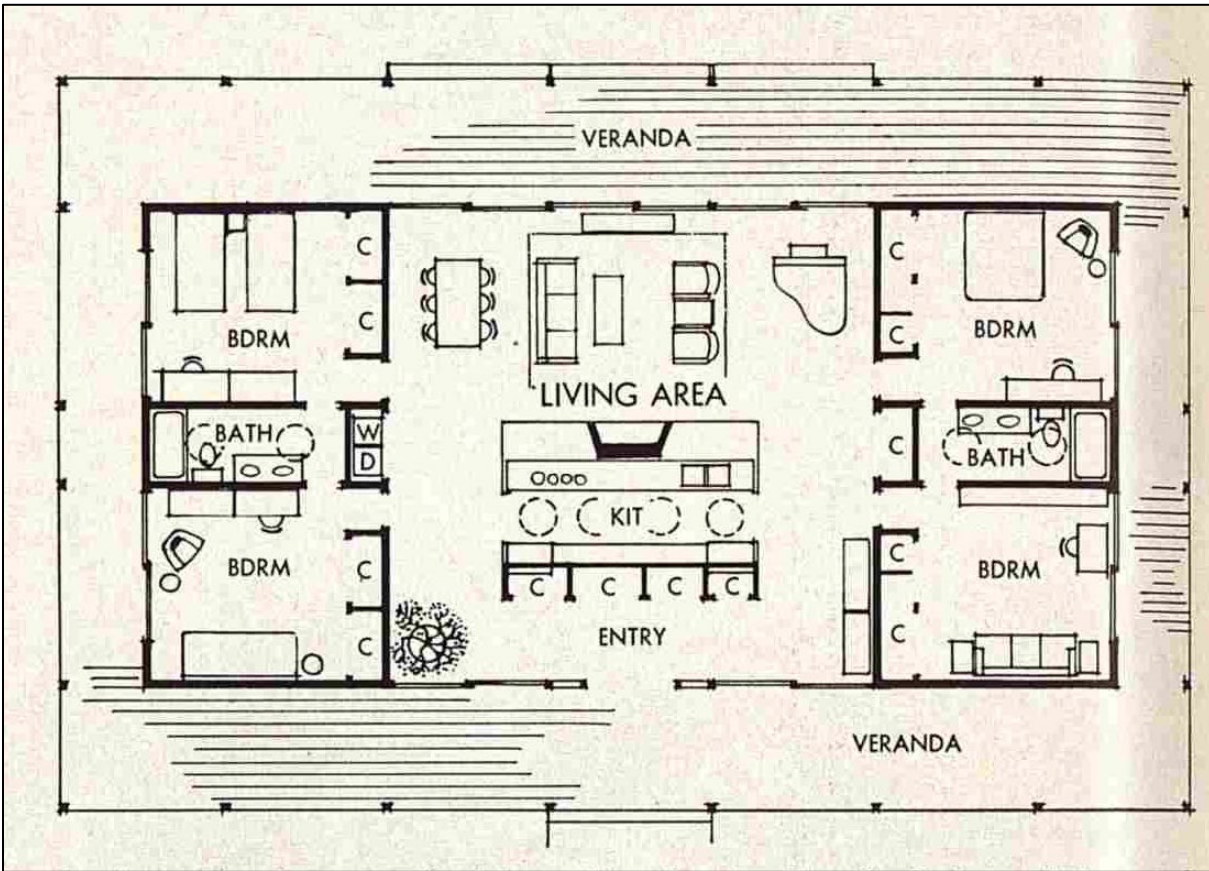 VERANDA
C
C
C
C
BDRM
BDRM
LIVING AREA
BATH
W
D
C
BATH
KIT
BDRM
C
C
BDRM
C C C C
C
C
ENTRY
VERANDA